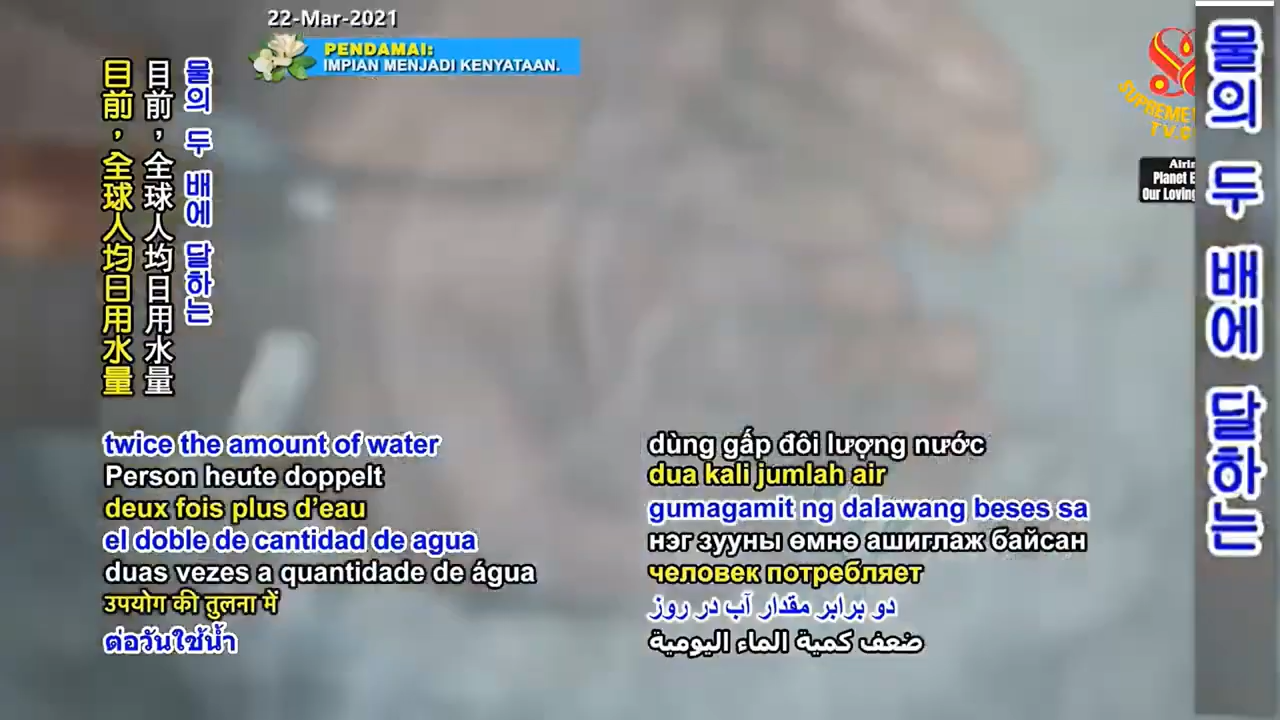 22-Mar-2021
PENDAMAI:
IMPIAN MENJADI KENYATAAN.
目前，全球人均日用水量
目前，全球人均日用水量
물의 두 배에 달하는
twice the amount of water
Person heute doppelt
deux fois plus d’eau
el doble de cantidad de agua
duas vezes a quantidade de água
उपयोग की तुलना में
ต่อวันใช้น้ำ
dùng gấp đôi lượng nước
dua kali jumlah air
gumagamit ng dalawang beses sa
нэг зууны өмнө ашиглаж байсан
человек потребляет
دو برابر مقدار آب در روز
ضعف كمية الماء اليومية
SUPREME
TV.C
Planet E
Our Loving
물의 두 배에 달하는